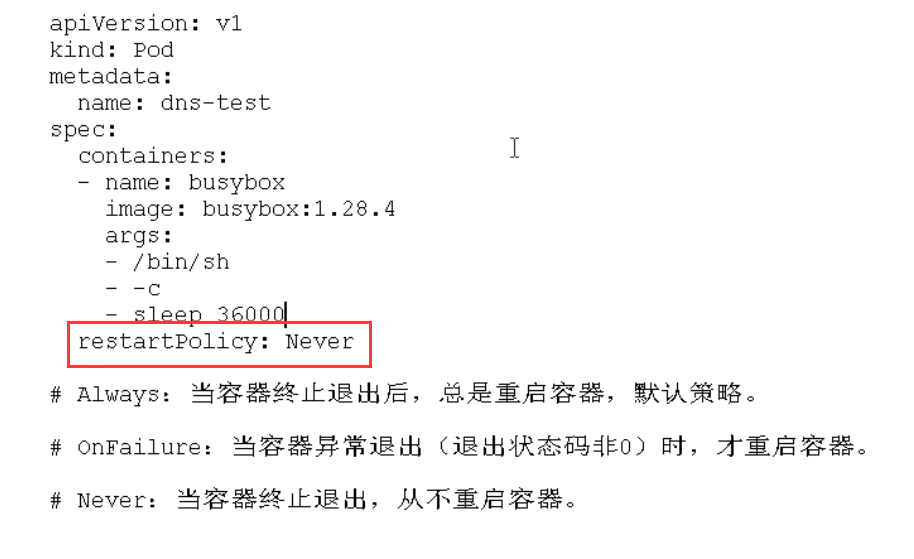 apiVersion: v1
kind: Pod
metadata:
  name: dns-test
spec:
  containers:
  - name: busybox
    image: busybox:1.28.4
    args:
    - /bin/sh
    - -c
    - sleep 36000
  restartPolicy: Never
# Always：当容器终止退出后，总是重启容器，默认策略。
# OnFailure：当容器异常退出（退出状态码非0）时，才重启容器。
# Never：当容器终止退出，从不重启容器。